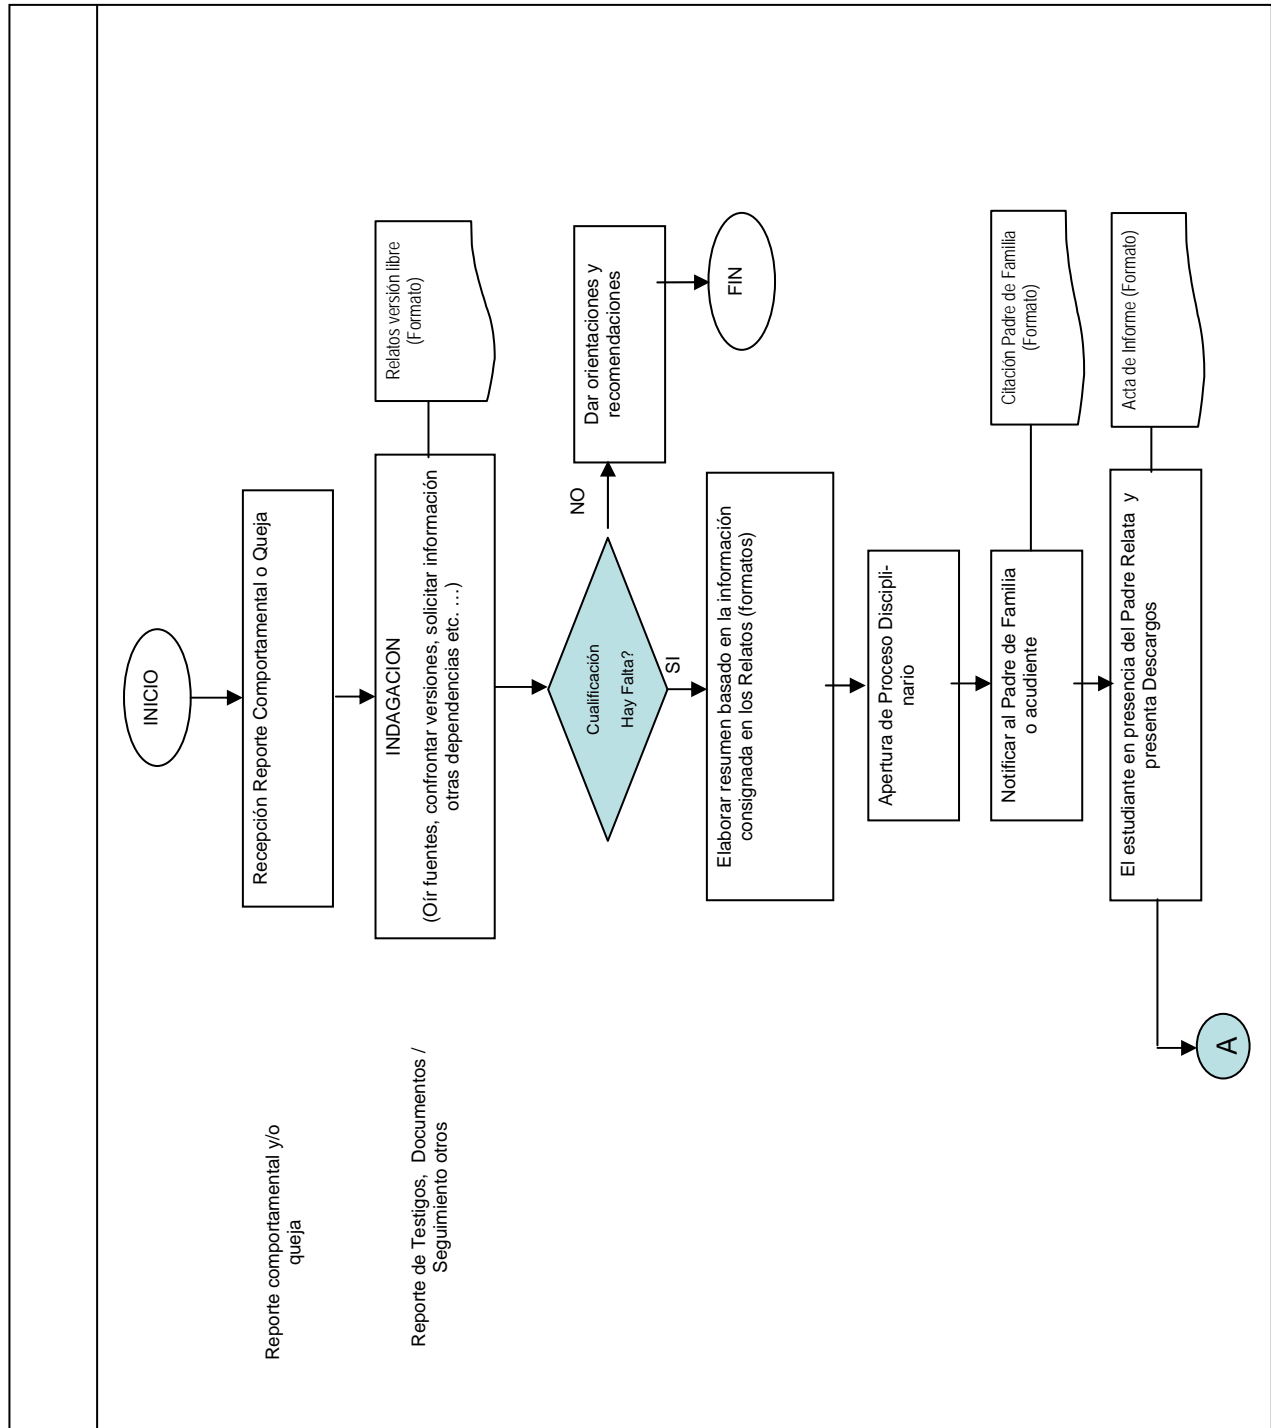 INICIO
Reporte comportamental y/o
queja
Recepción Reporte Comportamental o Queja
Reporte de Testigos, Documentos /
Seguimiento otros
INDAGACION
(Oír fuentes, confrontar versiones, solicitar información
otras dependencias etc. …)
Relatos versión libre
(Formato)
Cualificación
Hay Falta?
NO
Dar orientaciones y
recomendaciones
FIN
SI
Elaborar resumen basado en la información
consignada en los Relatos (formatos)
Apertura de Proceso Discipli-
nario
Notificar al Padre de Familia
o acudiente
Citación Padre de Familia
(Formato)
El estudiante en presencia del Padre Relata y
presenta Descargos
Acta de Informe (Formato)
A